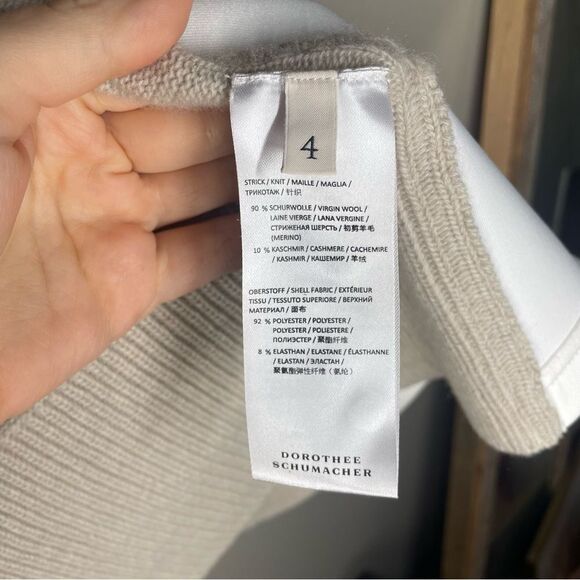 4
STRICK / KNIT / MAILLE / MAGLIA /
ТРИКОТАЖ / 针织
90 % SCHURWOLLE / VIRGIN WOOL /
LAINE VIERGE / LANA VERGINE /
СТРИЖЕНАЯ ШЕРСТЬ / 初剪羊毛
(MERINO)
10 % KASCHMIR / CASHMERE / CACHEMIRE
/ KASHMIR / КАШЕМИР / 羊绒
OBERSTOFF / SHELL FABRIC / EXTÉRIEUR
TISSU / TESSUTO SUPERIORE / ВЕРХНИЙ
МАТЕРИАЛ / 面布
92 % POLYESTER / POLYESTER /
POLYESTER / POLIESTERE /
ПОЛИЭСТЕР / 聚酯纤维
8 % ELASTHAN / ELASTANE / ÉLASTHANNE
/ ELASTAN / ЭЛАСТАН /
聚氨酯弹性纤维（氨纶）
DOROTHEE
SCHUMACHER